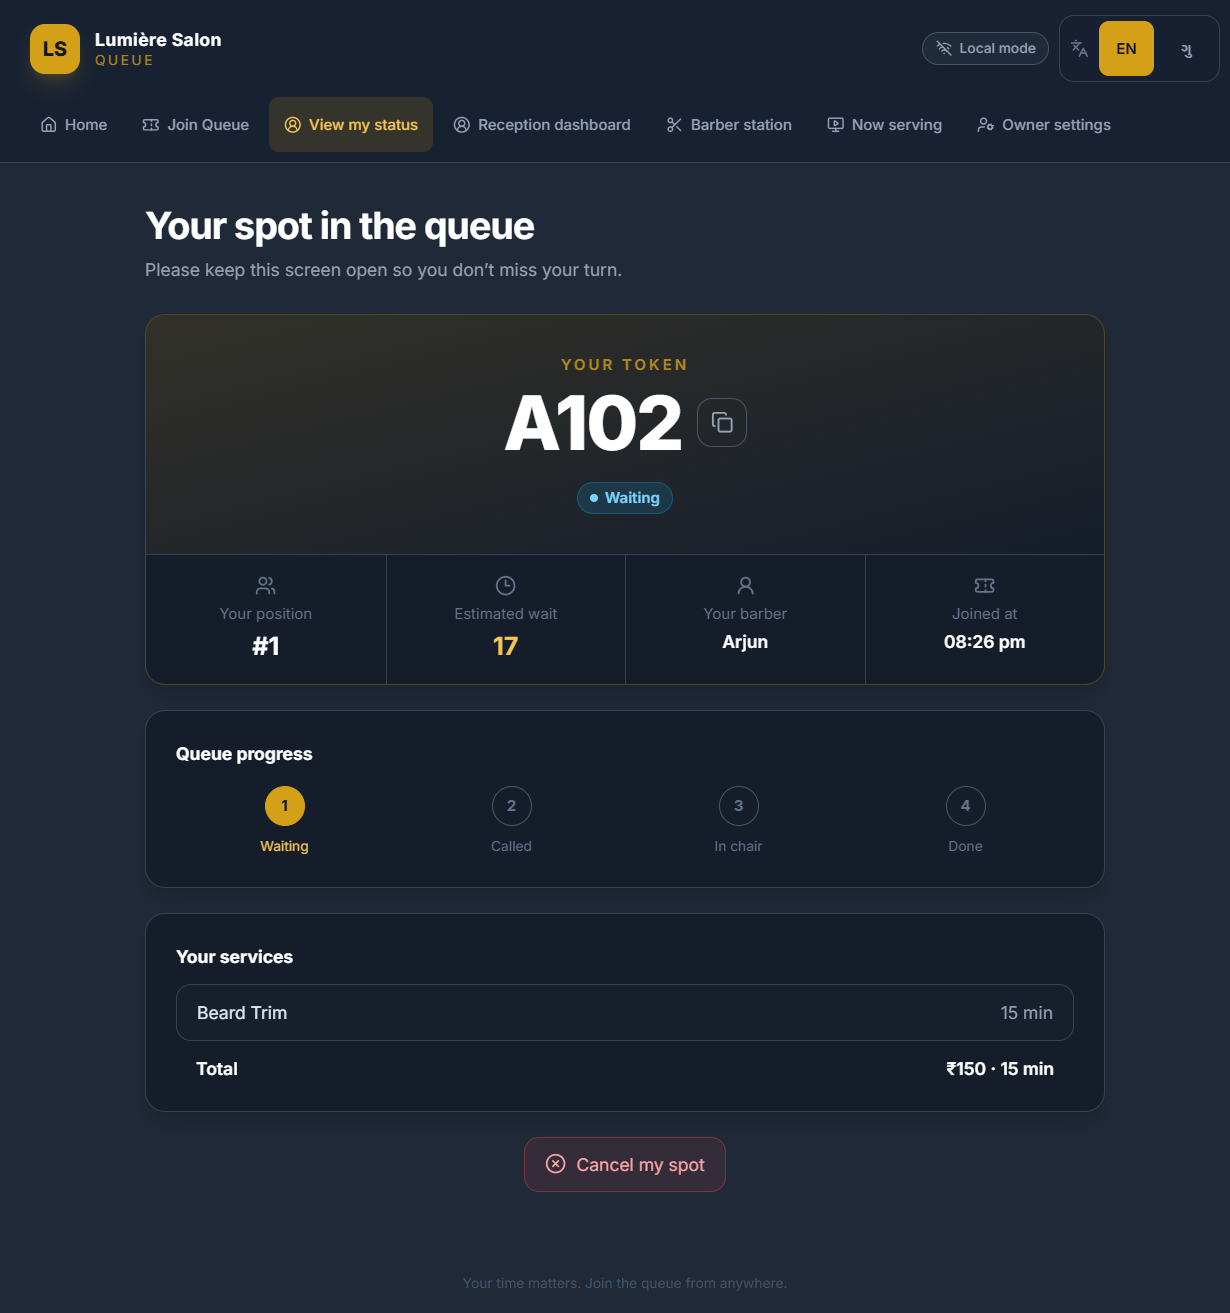 LS
Lumière Salon
QUEUE
Local mode
EN
ગુ
Home
Join Queue
View my status
Reception dashboard
Barber station
Now serving
Owner settings
Your spot in the queue
Please keep this screen open so you don’t miss your turn.
YOUR TOKEN
A102
Waiting
Your position
#1
Estimated wait
17
Your barber
Arjun
Joined at
08:26 pm
Queue progress
1
Waiting
2
Called
3
In chair
4
Done
Your services
Beard Trim 15 min
Total ₹150 · 15 min
Cancel my spot
Your time matters. Join the queue from anywhere.